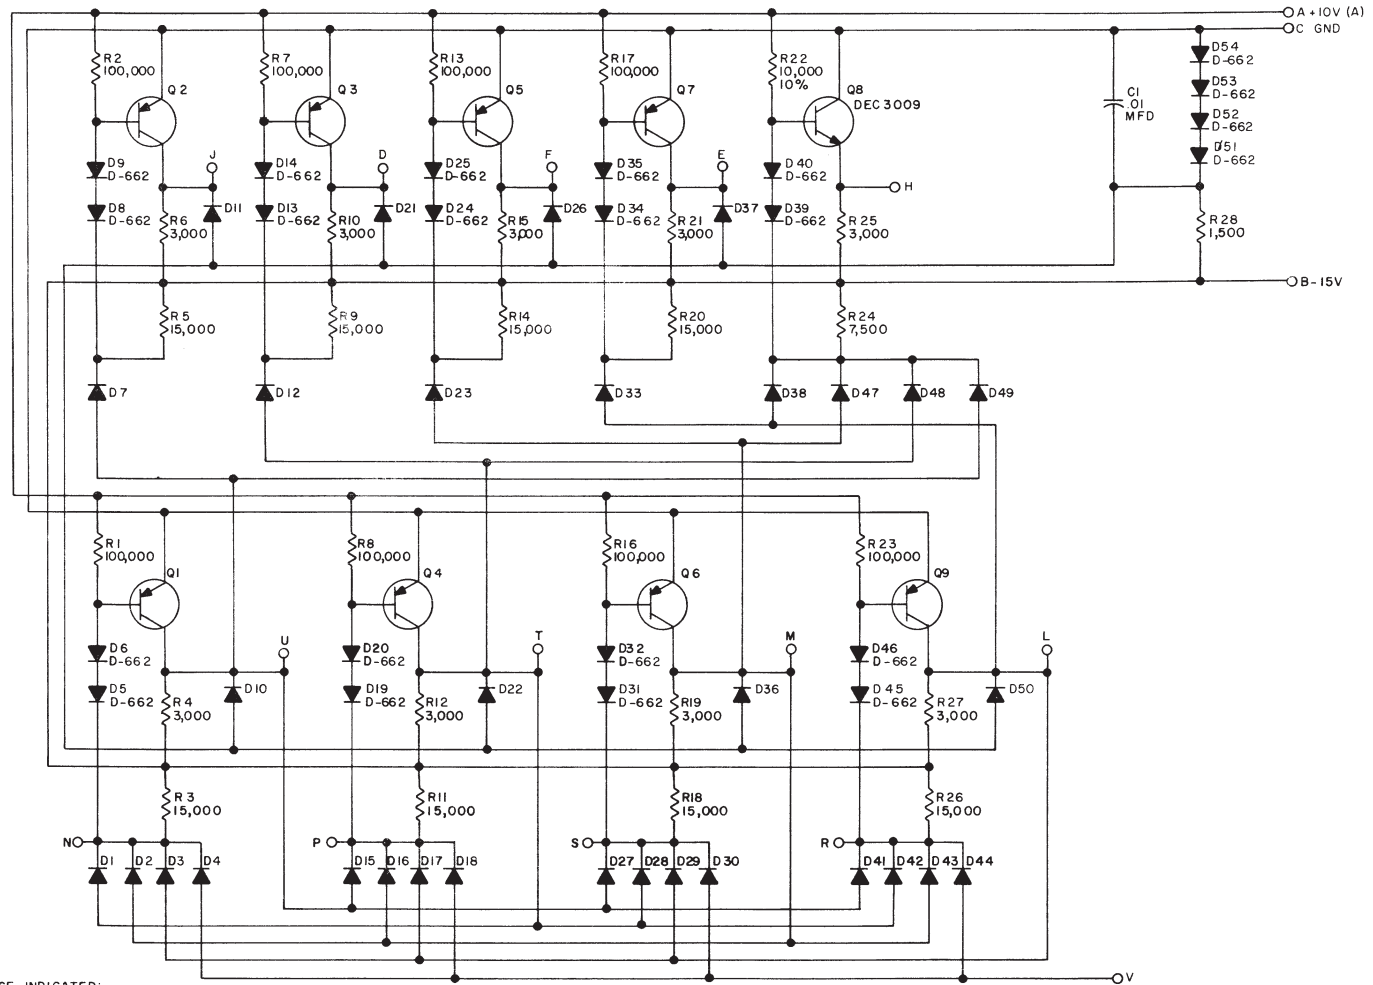 A +10V (A)
C GND
R2
100,000
Q2
R7
100,000
Q3
R13
100,000
Q5
R17
100,000
Q7
R22
10,000
10%
Q8
DEC 3009
C1
.01
MFD
D54
D-662
D53
D-662
D52
D-662
D51
D-662
D9
D-662
D8
D-662
J
R6
3,000
D11
D14
D-662
D13
D-662
D
R10
3,000
D21
D25
D-662
D24
D-662
F
R15
3,000
D26
D35
D-662
D34
D-662
E
R21
3,000
D37
D40
D-662
D39
D-662
H
R25
3,000
R28
1,500
B-15V
R5
15,000
R9
15,000
R14
15,000
R20
15,000
R24
7,500
D7
D12
D23
D33
D38
D47
D48
D49
R1
100,000
Q1
R8
100,000
Q4
R16
100,000
Q6
R23
100,000
Q9
D6
D-662
D5
D-662
U
R4
3,000
D10
D20
D-662
D19
D-662
T
R12
3,000
D22
D32
D-662
D31
D-662
M
R19
3,000
D36
D46
D-662
D45
D-662
L
R27
3,000
D50
R3
15,000
R11
15,000
R18
15,000
R26
15,000
N
D1
D2
D3
D4
P
D15
D16
D17
D18
S
D27
D28
D29
D30
R
D41
D42
D43
D44
V
INDICATED: